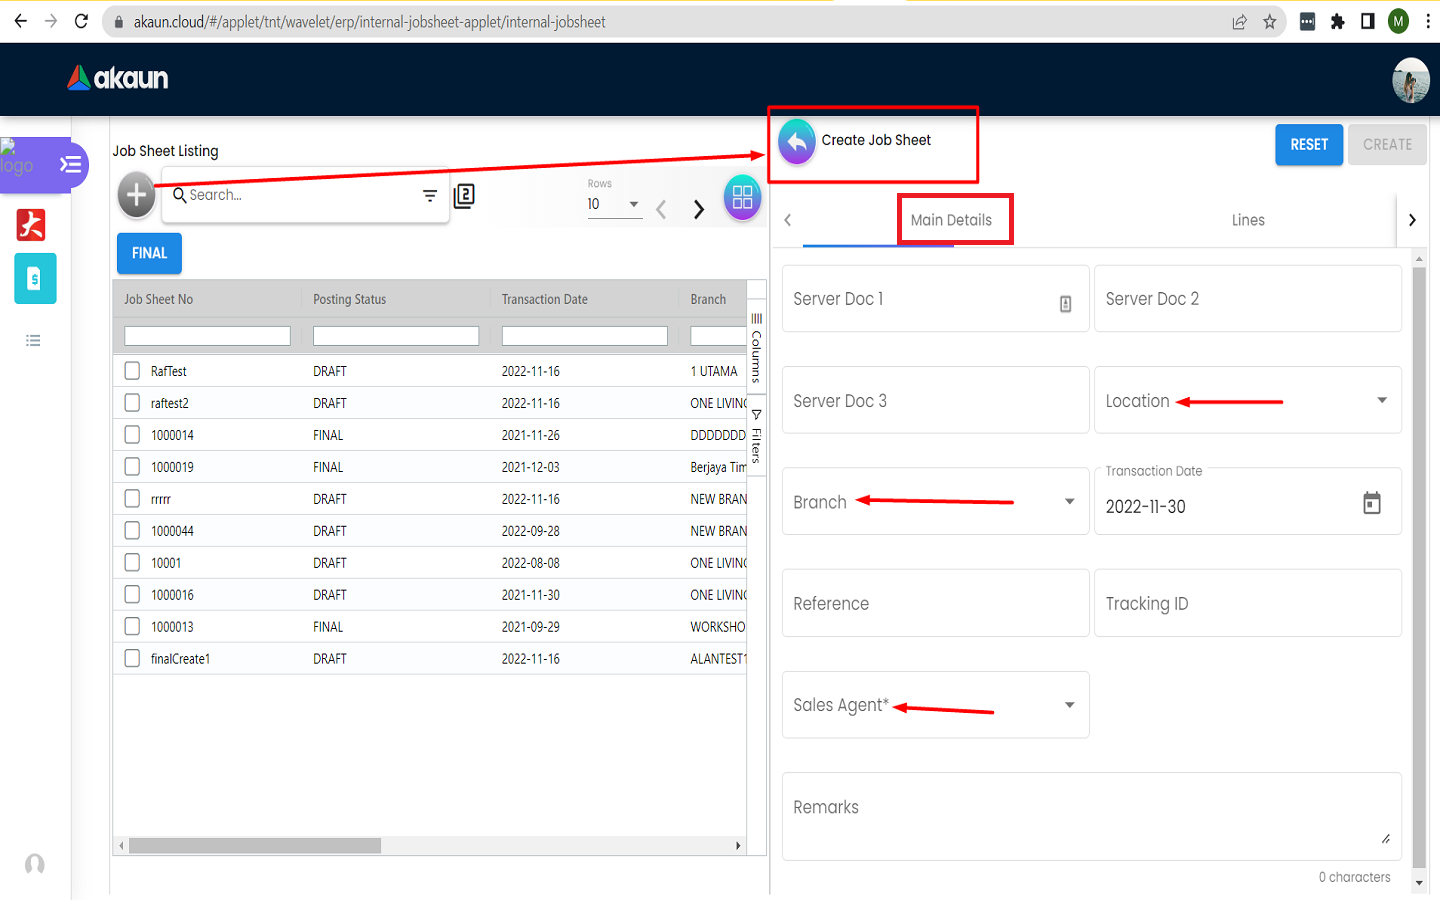 akaun.cloud/#/applet/tnt/wavelet/erp/internal-jobsheet-applet/internal-jobsheet
M
akaun
logo
Job Sheet Listing
Search...
2
Rows
10
FINAL
Job Sheet No Posting Status Transaction Date Branch
RafTest DRAFT 2022-11-16 1 UTAMA
raftest2 DRAFT 2022-11-16 ONE LIVING
1000014 FINAL 2021-11-26 DDDDDDD
1000019 FINAL 2021-12-03 Berjaya Tim
rrrrr DRAFT 2022-11-16 NEW BRAN
1000044 DRAFT 2022-09-28 NEW BRAN
10001 DRAFT 2022-08-08 ONE LIVING
1000016 DRAFT 2021-11-30 ONE LIVING
1000013 FINAL 2021-09-29 WORKSHO
finalCreate1 DRAFT 2022-11-16 ALANTEST1
Columns
Filters
Create Job Sheet
RESET
CREATE
Main Details
Lines
Server Doc 1
Server Doc 2
Server Doc 3
Location
Branch
Transaction Date
2022-11-30
Reference
Tracking ID
Sales Agent*
Remarks
0 characters